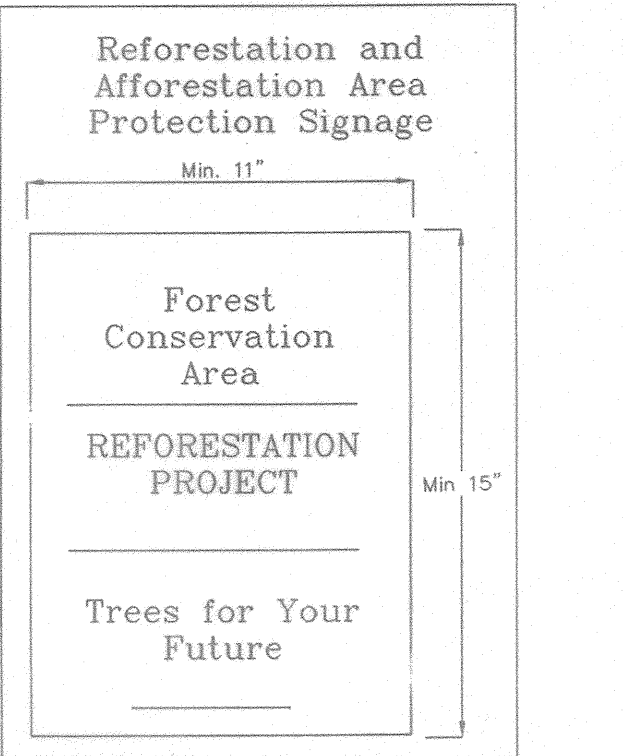 Reforestation and
Afforestation Area
Protection Signage
Min. 11"
Forest
Conservation
Area
REFORESTATION
PROJECT
Min 15"
Trees for Your
Future